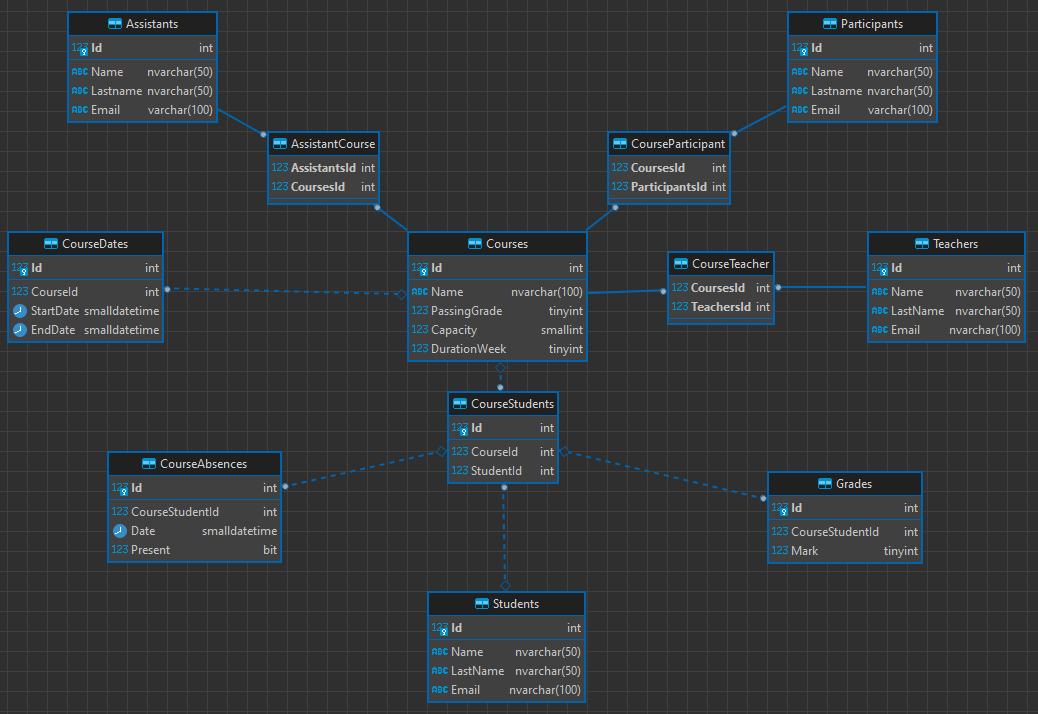 Assistants
123 Id int
ABC Name nvarchar(50)
ABC Lastname nvarchar(50)
ABC Email varchar(100)
Participants
123 Id int
ABC Name nvarchar(50)
ABC Lastname nvarchar(50)
ABC Email varchar(100)
AssistantCourse
123 AssistantsId int
123 CoursesId int
CourseParticipant
123 CoursesId int
123 ParticipantsId int
CourseDates
123 Id int
123 CourseId int
StartDate smalldatetime
EndDate smalldatetime
Courses
123 Id int
ABC Name nvarchar(100)
123 PassingGrade tinyint
123 Capacity smallint
123 DurationWeek tinyint
CourseTeacher
123 CoursesId int
123 TeachersId int
Teachers
123 Id int
ABC Name nvarchar(50)
ABC LastName nvarchar(50)
ABC Email nvarchar(100)
CourseStudents
123 Id int
123 CourseId int
123 StudentId int
CourseAbsences
123 Id int
123 CourseStudentId int
Date smalldatetime
123 Present bit
Grades
123 Id int
123 CourseStudentId int
123 Mark tinyint
Students
123 Id int
ABC Name nvarchar(50)
ABC LastName nvarchar(50)
ABC Email nvarchar(100)